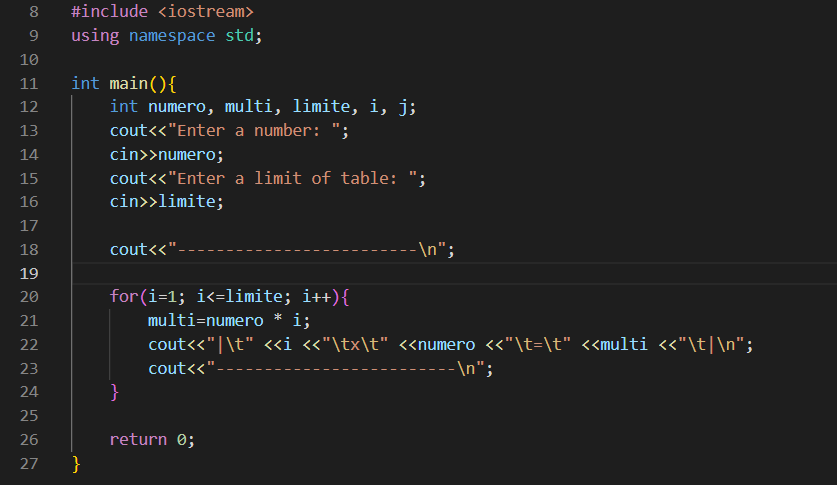 8 #include <iostream>
9 using namespace std;
10
11 int main(){
12     int numero, multi, limite, i, j;
13     cout<<"Enter a number: ";
14     cin>>numero;
15     cout<<"Enter a limit of table: ";
16     cin>>limite;
17
18     cout<<"-------------------------\n";
19
20     for(i=1; i<=limite; i++){
21         multi=numero * i;
22         cout<<"|\t" <<i <<"\tx\t" <<numero <<"\t=\t" <<multi <<"\t|\n";
23         cout<<"-------------------------\n";
24     }
25
26     return 0;
27 }